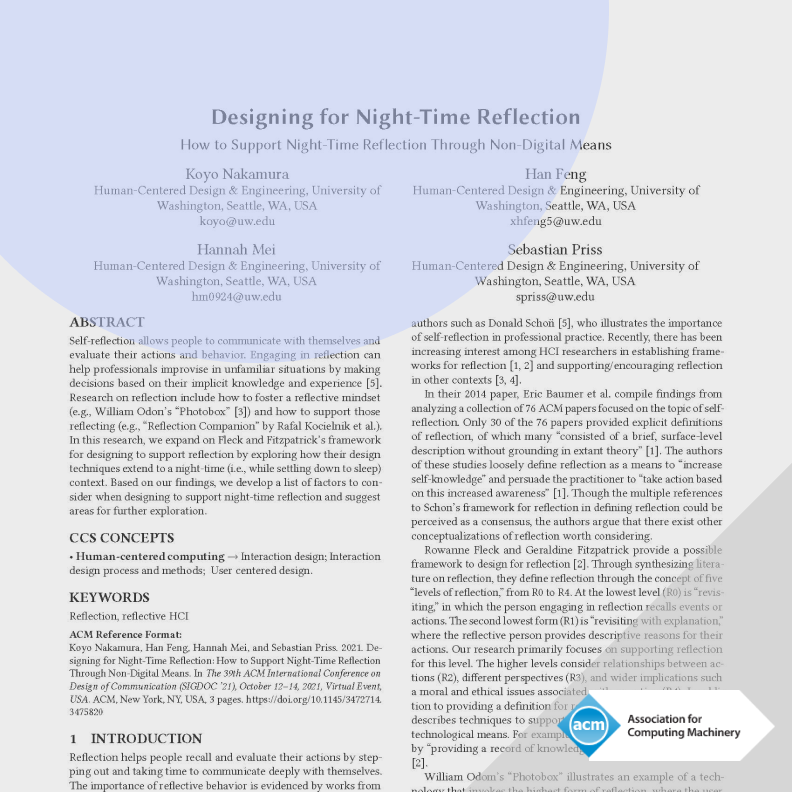 Designing for Night-Time Reflection
How to Support Night-Time Reflection Through Non-Digital Means
Koyo Nakamura
Human-Centered Design & Engineering, University of
Washington, Seattle, WA, USA
koyo@uw.edu
Han Feng
Human-Centered Design & Engineering, University of
Washington, Seattle, WA, USA
xhfeng5@uw.edu
Hannah Mei
Human-Centered Design & Engineering, University of
Washington, Seattle, WA, USA
hm0924@uw.edu
Sebastian Priss
Human-Centered Design & Engineering, University of
Washington, Seattle, WA, USA
spriss@uw.edu
ABSTRACT
Self-reflection allows people to communicate with themselves and
evaluate their actions and behavior. Engaging in reflection can
help professionals improvise in unfamiliar situations by making
decisions based on their implicit knowledge and experience [5].
Research on reflection include how to foster a reflective mindset
(e.g., William Odom's “Photobox” [3]) and how to support those
reflecting (e.g., “Reflection Companion” by Rafal Kocielnik et al.).
In this research, we expand on Fleck and Fitzpatrick's framework
for designing to support reflection by exploring how their design
techniques extend to a night-time (i.e., while settling down to sleep)
context. Based on our findings, we develop a list of factors to con-
sider when designing to support night-time reflection and suggest
areas for further exploration.
CCS CONCEPTS
• Human-centered computing → Interaction design; Interaction
design process and methods; User centered design.
KEYWORDS
Reflection, reflective HCI
ACM Reference Format:
Koyo Nakamura, Han Feng, Hannah Mei, and Sebastian Priss. 2021. De-
signing for Night-Time Reflection: How to Support Night-Time Reflection
Through Non-Digital Means. In The 39th ACM International Conference on
Design of Communication (SIGDOC '21), October 12–14, 2021, Virtual Event,
USA. ACM, New York, NY, USA, 3 pages. https://doi.org/10.1145/3472714.
3475820
1 INTRODUCTION
Reflection helps people recall and evaluate their actions by step-
ping out and taking time to communicate deeply with themselves.
The importance of reflective behavior is evidenced by works from
authors such as Donald Schoń [5], who illustrates the importance
of self-reflection in professional practice. Recently, there has been
increasing interest among HCI researchers in establishing frame-
works for reflection [1, 2] and supporting/encouraging reflection
in other contexts [3, 4].
In their 2014 paper, Eric Baumer et al. compile findings from
analyzing a collection of 76 ACM papers focused on the topic of self-
reflection. Only 30 of the 76 papers provided explicit definitions
of reflection, of which many “consisted of a brief, surface-level
description without grounding in extant theory” [1]. The authors
of these studies loosely define reflection as a means to “increase
self-knowledge” and persuade the practitioner to “take action based
on this increased awareness” [1]. Though the multiple references
to Schon's framework for reflection in defining reflection could be
perceived as a consensus, the authors argue that there exist other
conceptualizations of reflection worth considering.
Rowanne Fleck and Geraldine Fitzpatrick provide a possible
framework to design for reflection [2]. Through synthesizing litera-
ture on reflection, they define reflection through the concept of five
“levels of reflection,” from R0 to R4. At the lowest level (R0) is “revis-
iting,” in which the person engaging in reflection recalls events or
actions. The second lowest form (R1) is “revisiting with explanation,”
where the reflective person provides descriptive reasons for their
actions. Our research primarily focuses on supporting reflection
for this level. The higher levels consider relationships between ac-
tions (R2), different perspectives (R3), and wider implications such
a moral and ethical issues associated
tion to providing a definition for
describes techniques to support
technological means. For example
by “providing a record of knowledge
[2].
William Odom's “Photobox” illustrates an example of a tech-
nology that invokes the highest form of reflection, where the user
acm
Association for
Computing Machinery